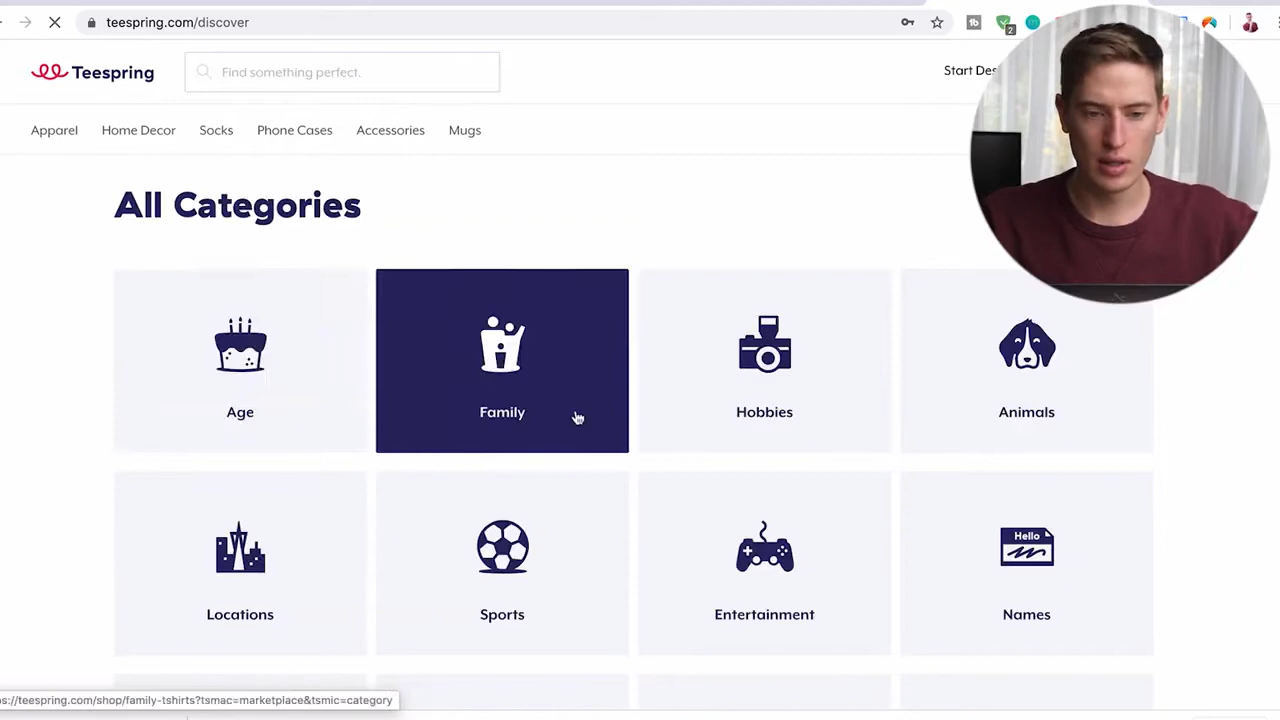 teespring.com/discover
2
Teespring
Find something perfect.
Start Des
Apparel
Home Decor
Socks
Phone Cases
Accessories
Mugs
All Categories
Age
Family
Hobbies
Animals
Locations
Sports
Entertainment
Hello
Names
s://teespring.com/shop/family-tshirts?tsmac=marketplace&tsmic=category